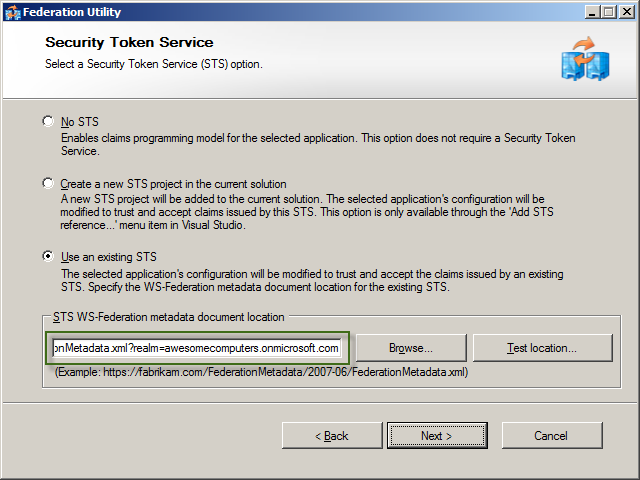 Federation Utility
Security Token Service
Select a Security Token Service (STS) option.
No STS
Enables claims programming model for the selected application. This option does not require a Security Token
Service.
Create a new STS project in the current solution
A new STS project will be added to the current solution. The selected application's configuration will be
modified to trust and accept claims issued by this STS. This option is only available through the 'Add STS
reference...' menu item in Visual Studio.
Use an existing STS
The selected application's configuration will be modified to trust and accept the claims issued by an existing
STS. Specify the WS-Federation metadata document location for the existing STS.
STS WS-Federation metadata document location
onMetadata.xml?realm=awesomecomputers.onmicrosoft.com
Browse...
Test location...
(Example: https://fabrikam.com/FederationMetadata/2007-06/FederationMetadata.xml)
< Back
Next >
Cancel